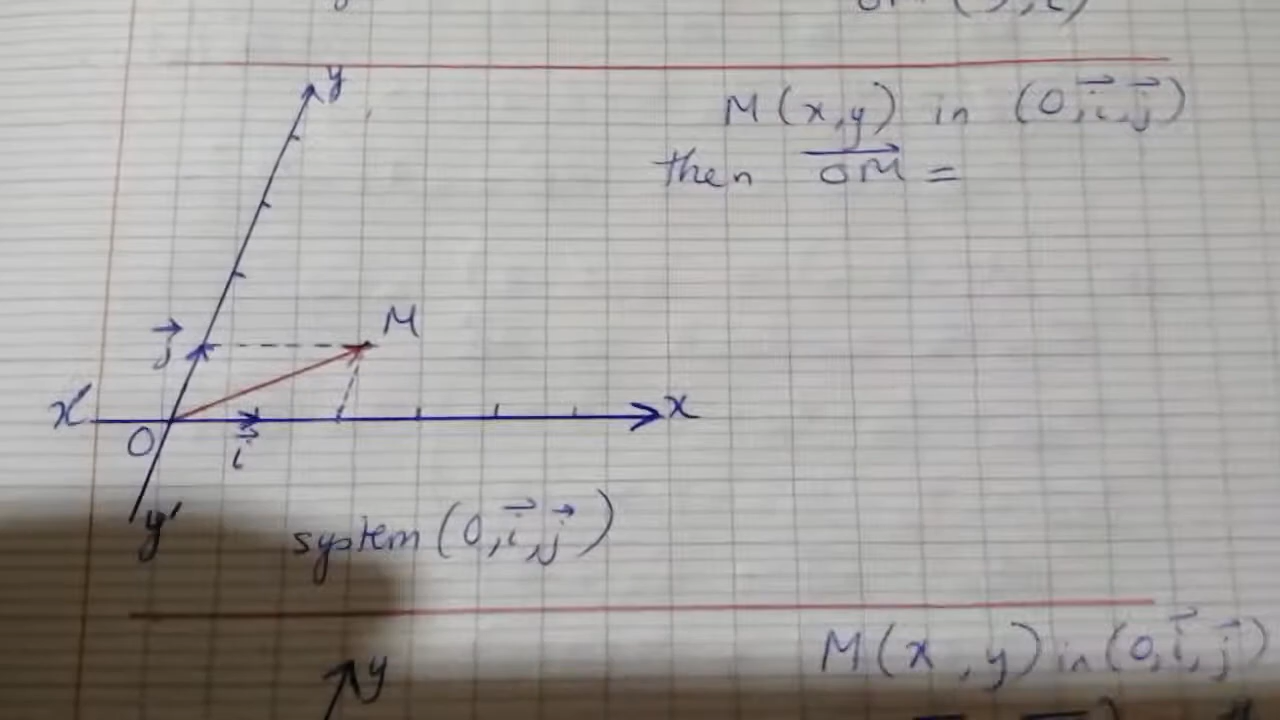 M(x,y) in (O,i⃗,j⃗)
then OM⃗ =
y
j⃗
M
x'
O
i⃗
x
y'
system (O,i⃗,j⃗)
M(x,y) in (O,i⃗,j⃗)
y